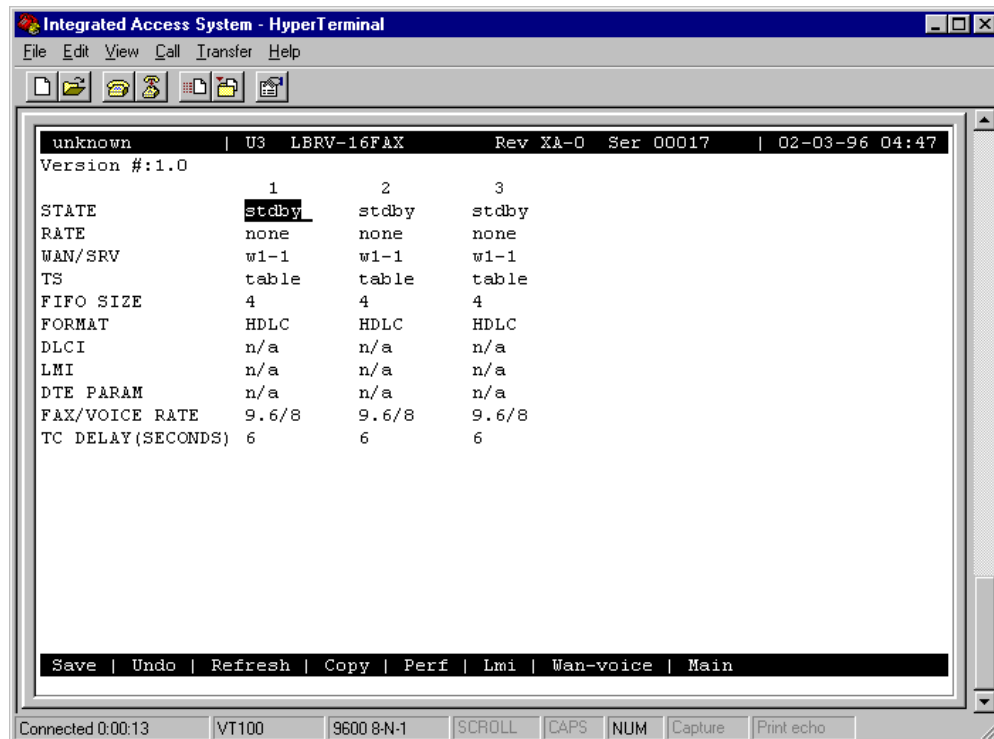 Integrated Access System - HyperTerminal
File Edit View Call Transfer Help
unknown | U3 LBRV-16FAX Rev XA-0 Ser 00017 | 02-03-96 04:47
Version #:1.0
1 2 3
STATE stdby stdby stdby
RATE none none none
WAN/SRV w1-1 w1-1 w1-1
TS table table table
FIFO SIZE 4 4 4
FORMAT HDLC HDLC HDLC
DLCI n/a n/a n/a
LMI n/a n/a n/a
DTE PARAM n/a n/a n/a
FAX/VOICE RATE 9.6/8 9.6/8 9.6/8
TC DELAY(SECONDS) 6 6 6
Save | Undo | Refresh | Copy | Perf | Lmi | Wan-voice | Main
Connected 0:00:13 VT100 9600 8-N-1 SCROLL CAPS NUM Capture Print echo